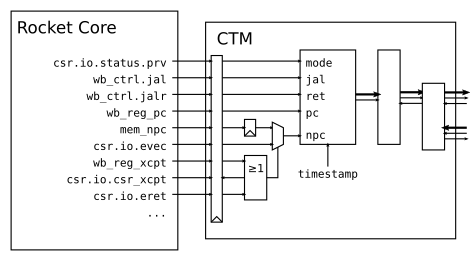 Rocket Core
CTM
csr.io.status.prv
wb_ctrl.jal
wb_ctrl.jalr
wb_reg_pc
mem_npc
csr.io.evec
wb_reg_xcpt
csr.io.csr_xcpt
csr.io.eret
...
mode
jal
ret
pc
npc
≥1
timestamp